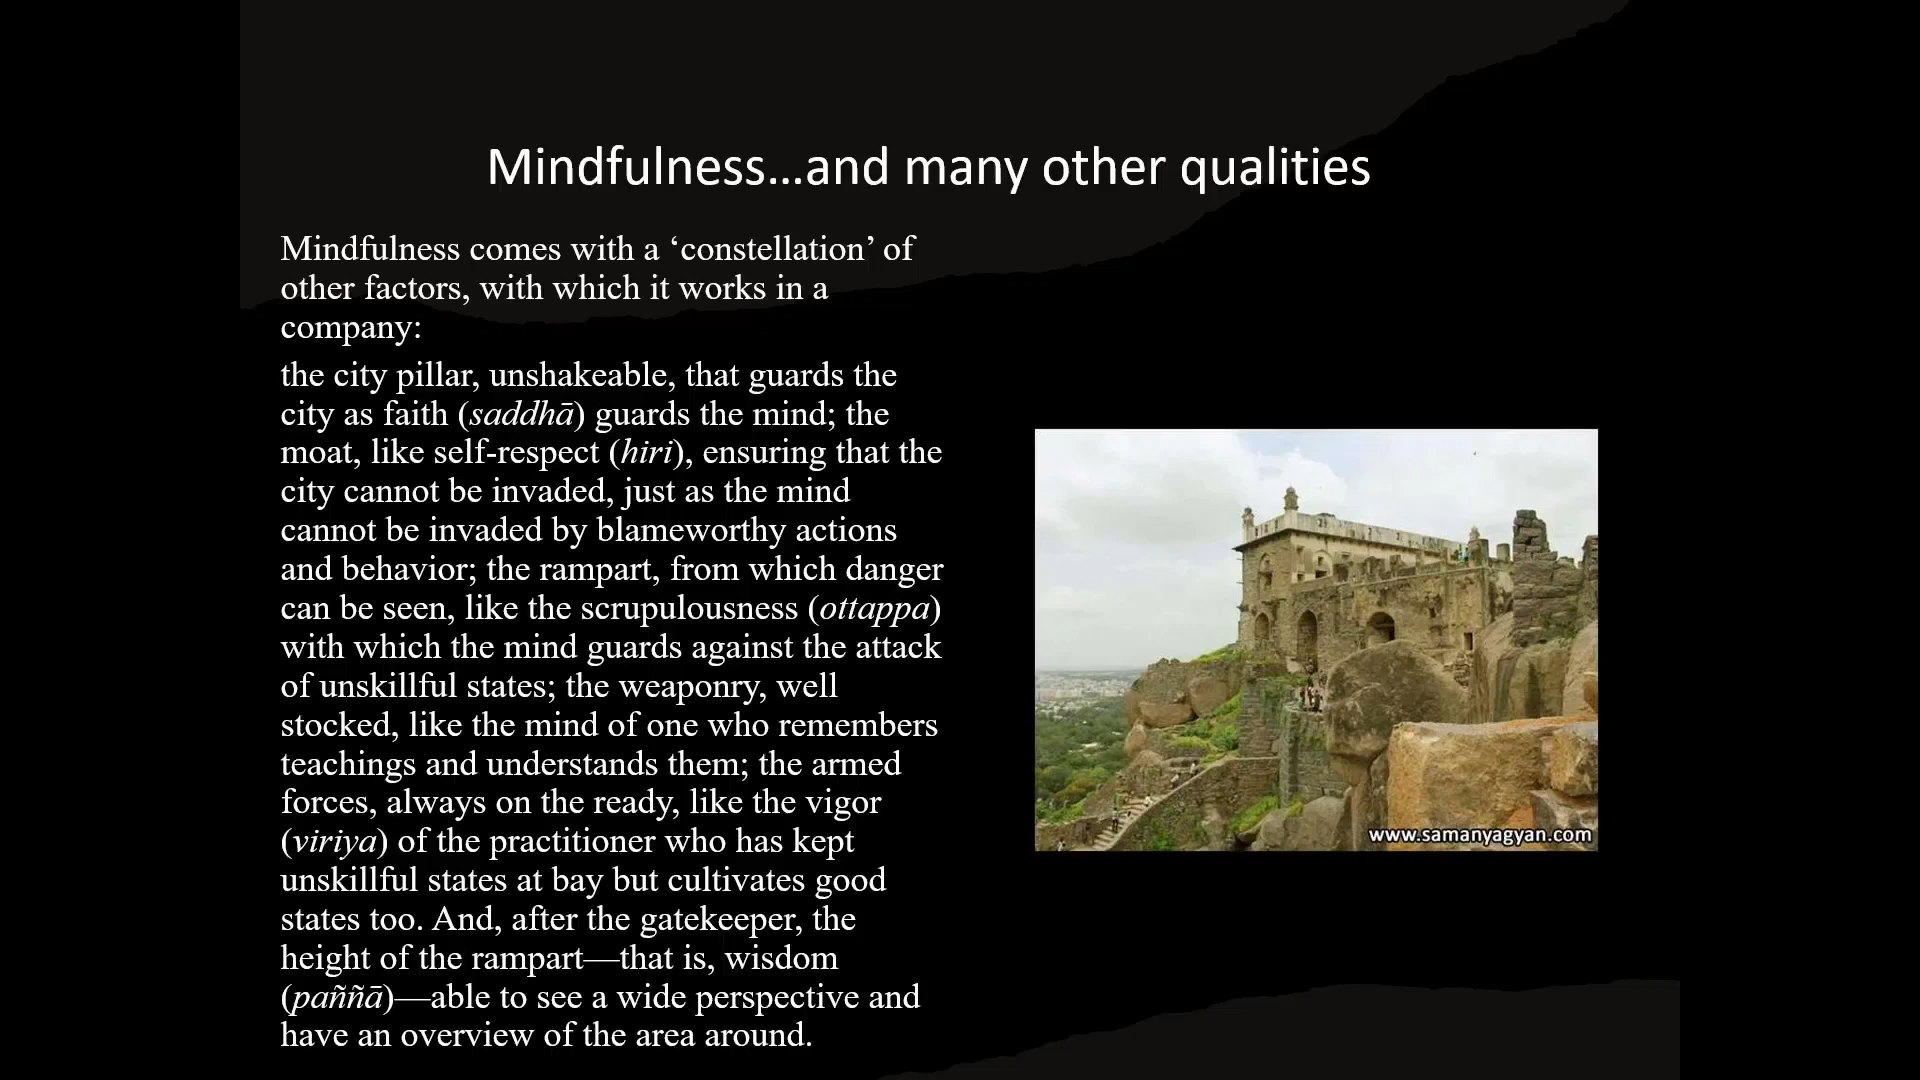 Mindfulness...and many other qualities
Mindfulness comes with a ‘constellation’ of
other factors, with which it works in a
company:
the city pillar, unshakeable, that guards the
city as faith (saddhā) guards the mind; the
moat, like self-respect (hiri), ensuring that the
city cannot be invaded, just as the mind
cannot be invaded by blameworthy actions
and behavior; the rampart, from which danger
can be seen, like the scrupulousness (ottappa)
with which the mind guards against the attack
of unskillful states; the weaponry, well
stocked, like the mind of one who remembers
teachings and understands them; the armed
forces, always on the ready, like the vigor
(viriya) of the practitioner who has kept
unskillful states at bay but cultivates good
states too. And, after the gatekeeper, the
height of the rampart—that is, wisdom
(paññā)—able to see a wide perspective and
have an overview of the area around.
www.samanyagyan.com